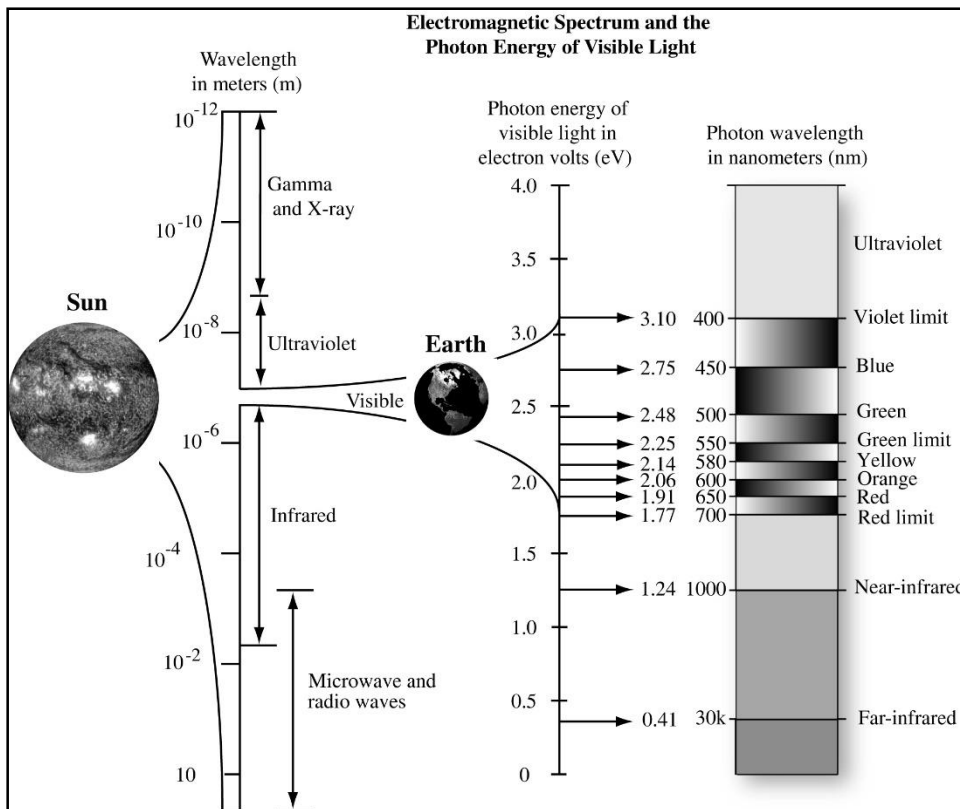 Electromagnetic Spectrum and the
Photon Energy of Visible Light
Wavelength
in meters (m)
10-12
10-10
10-8
10-6
10-4
10-2
10
Sun
Gamma
and X-ray
Ultraviolet
Visible
Infrared
Microwave and
radio waves
Earth
Photon energy of
visible light in
electron volts (eV)
4.0
3.5
3.0
2.5
2.0
1.5
1.0
0.5
0
Photon wavelength
in nanometers (nm)
Ultraviolet
3.10 400 Violet limit
2.75 450 Blue
2.48 500 Green
2.25 550 Green limit
2.14 580 Yellow
2.06 600 Orange
1.91 650 Red
1.77 700 Red limit
1.24 1000 Near-infrared
0.41 30k Far-infrared